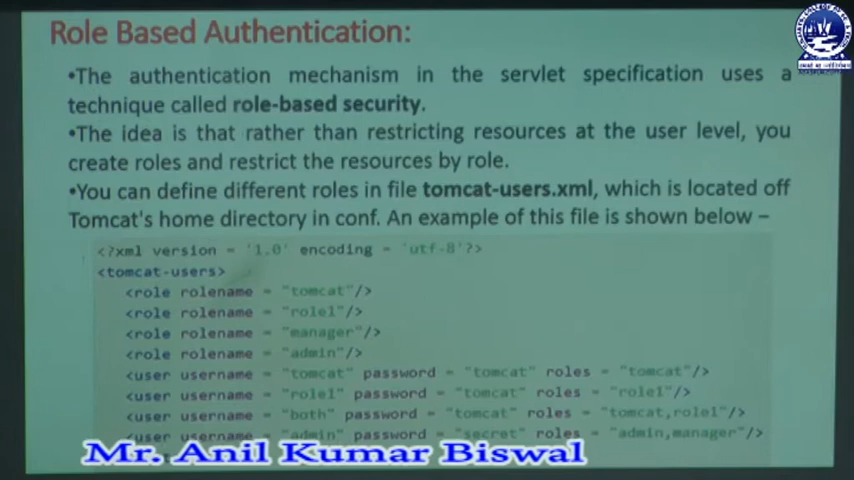 Role Based Authentication:
•The authentication mechanism in the servlet specification uses a
technique called role-based security.
•The idea is that rather than restricting resources at the user level, you
create roles and restrict the resources by role.
•You can define different roles in file tomcat-users.xml, which is located off
Tomcat's home directory in conf. An example of this file is shown below –
<?xml version = '1.0' encoding = 'utf-8'?>
<tomcat-users>
<role rolename = "tomcat"/>
<role rolename = "role1"/>
<role rolename = "manager"/>
<role rolename = "admin"/>
<user username = "tomcat" password = "tomcat" roles = "tomcat"/>
<user username = "role1" password = "tomcat" roles = "role1"/>
<user username = "both" password = "tomcat" roles = "tomcat,role1"/>
<user username = "admin" password = "secret" roles = "admin,manager"/>
Mr. Anil Kumar Biswal